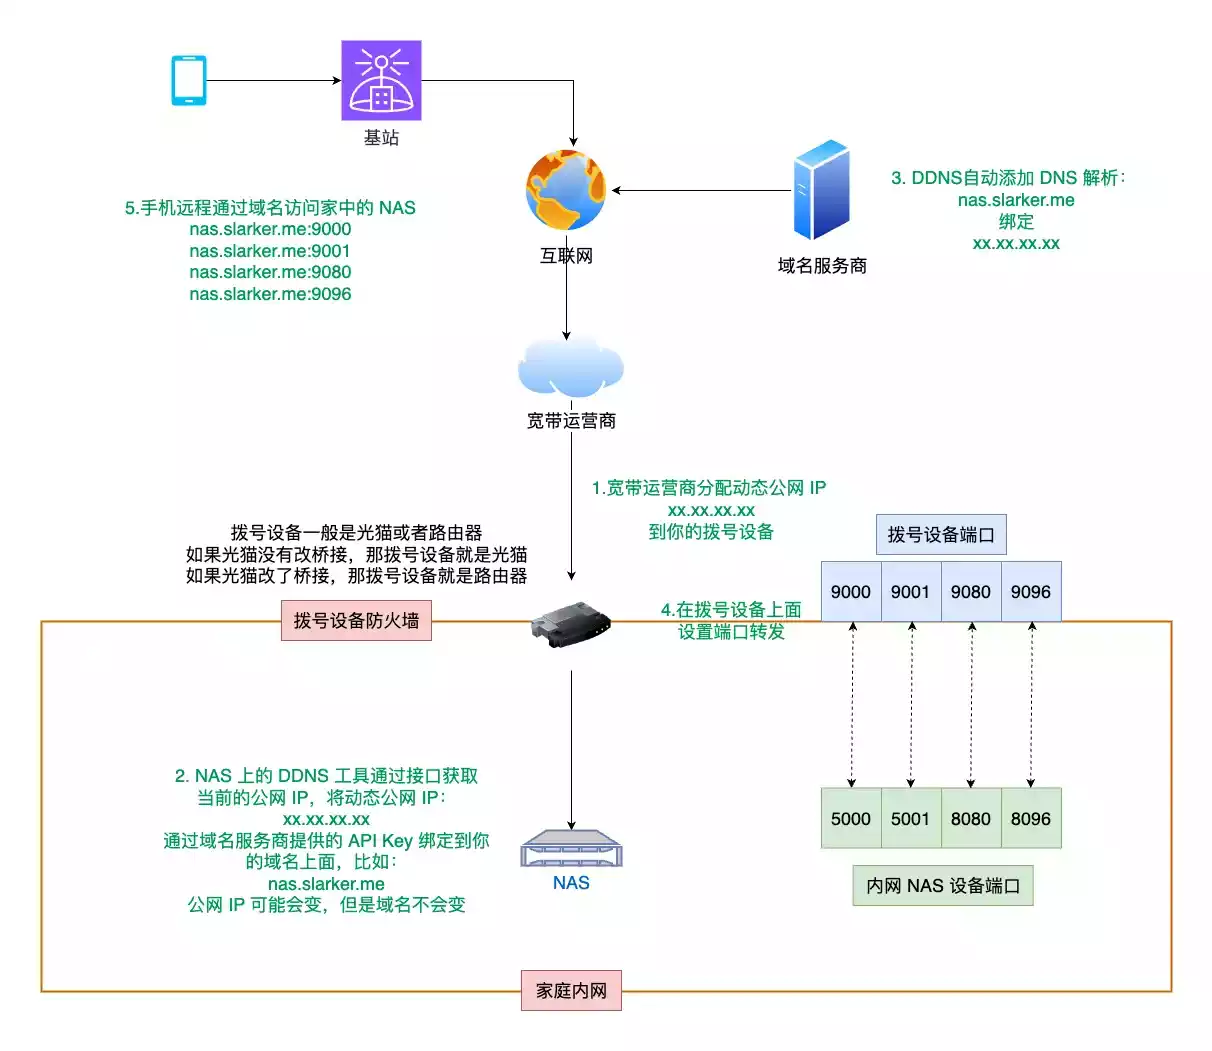 基站
5.手机远程通过域名访问家中的 NAS
nas.slarker.me:9000
nas.slarker.me:9001
nas.slarker.me:9080
nas.slarker.me:9096
互联网
域名服务商
3. DDNS自动添加 DNS 解析：
nas.slarker.me
绑定
xx.xx.xx.xx
宽带运营商
1.宽带运营商分配动态公网 IP
xx.xx.xx.xx
到你的拨号设备
拨号设备一般是光猫或者路由器
如果光猫没有改桥接，那拨号设备就是光猫
如果光猫改了桥接，那拨号设备就是路由器
拨号设备防火墙
4.在拨号设备上面
设置端口转发
拨号设备端口
9000 9001 9080 9096
2. NAS 上的 DDNS 工具通过接口获取
当前的公网 IP，将动态公网 IP：
xx.xx.xx.xx
通过域名服务商提供的 API Key 绑定到你
的域名上面，比如：
nas.slarker.me
公网 IP 可能会变，但是域名不会变
NAS
5000 5001 8080 8096
内网 NAS 设备端口
家庭内网